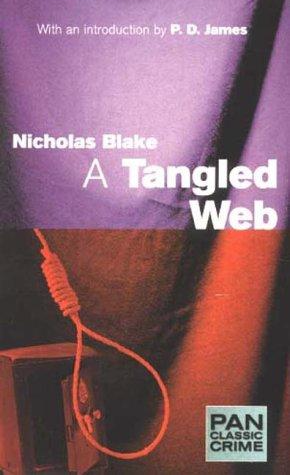 With an introduction by P. D. James
Nicholas Blake
A Tangled
Web
PAN
CLASSIC
CRIME